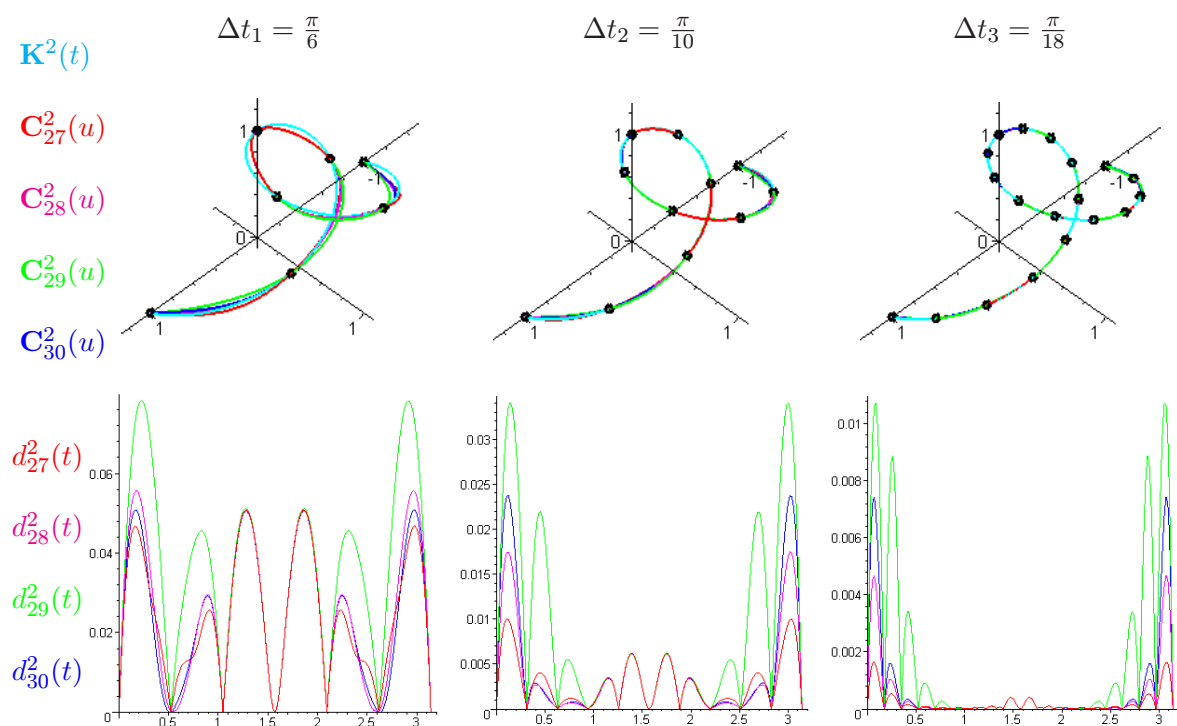 Δt₁ = π/6 Δt₂ = π/10 Δt₃ = π/18
K²(t)
C²₂₇(u)
C²₂₈(u)
C²₂₉(u)
C²₃₀(u)
1 -1 0 1 1
1 -1 0 1 1
1 -1 0 1 1
d²₂₇(t)
d²₂₈(t)
d²₂₉(t)
d²₃₀(t)
0.06
0.04
0.02
0 0.5 1 1.5 2 2.5 3
0.03
0.025
0.02
0.015
0.01
0.005
0 0.5 1 1.5 2 2.5 3
0.01
0.008
0.006
0.004
0.002
0 0.5 1 1.5 2 2.5 3